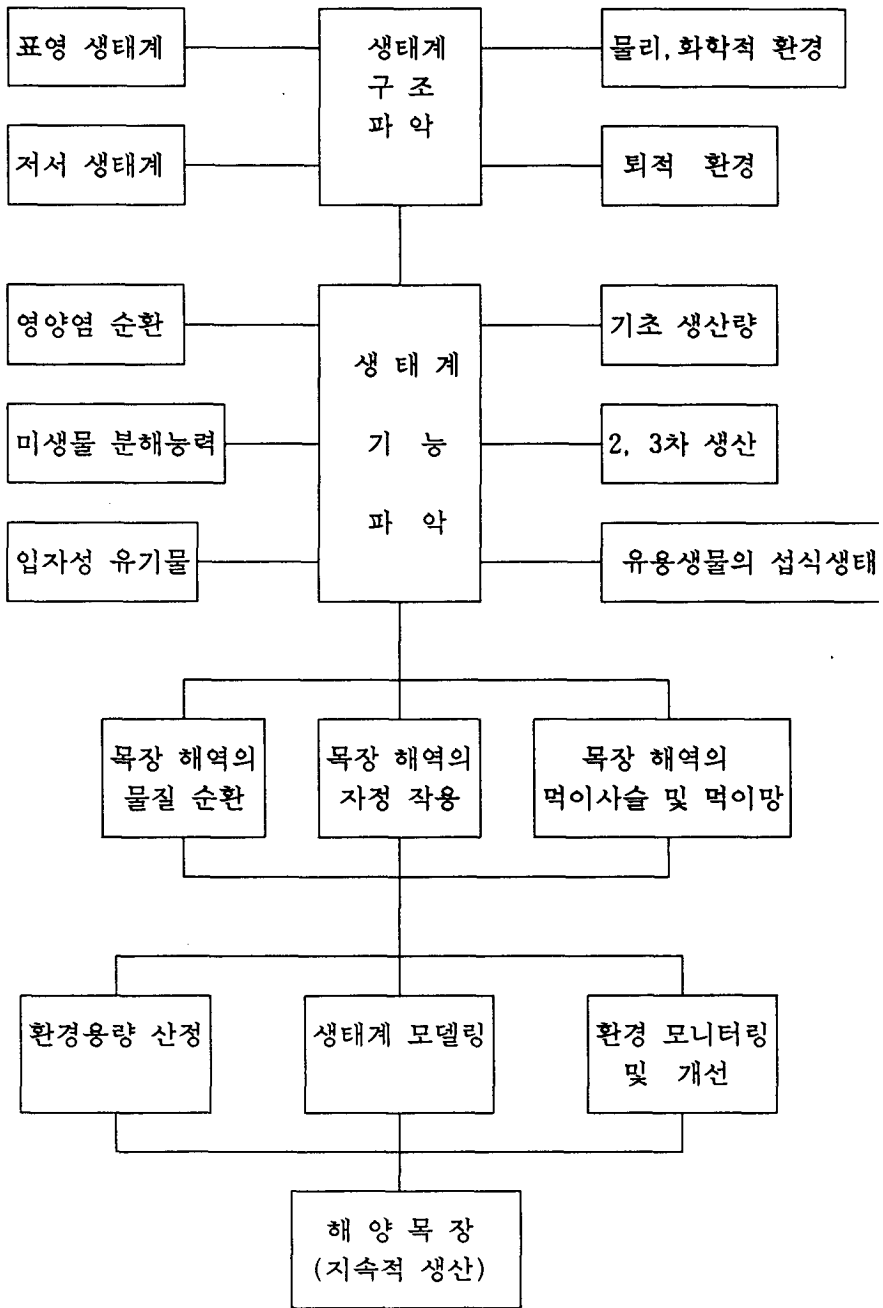 표영 생태계
생태계
구 조
파 악
물리,화학적 환경
저서 생태계
퇴적 환경
영양염 순환
생 태 계
기 능
파 악
기초 생산량
미생물 분해능력
2, 3차 생산
입자성 유기물
유용생물의 섭식생태
목장 해역의
물질 순환
목장 해역의
자정 작용
목장 해역의
먹이사슬 및 먹이망
환경용량 산정
생태계 모델링
환경 모니터링
및 개선
해 양 목 장
(지속적 생산)